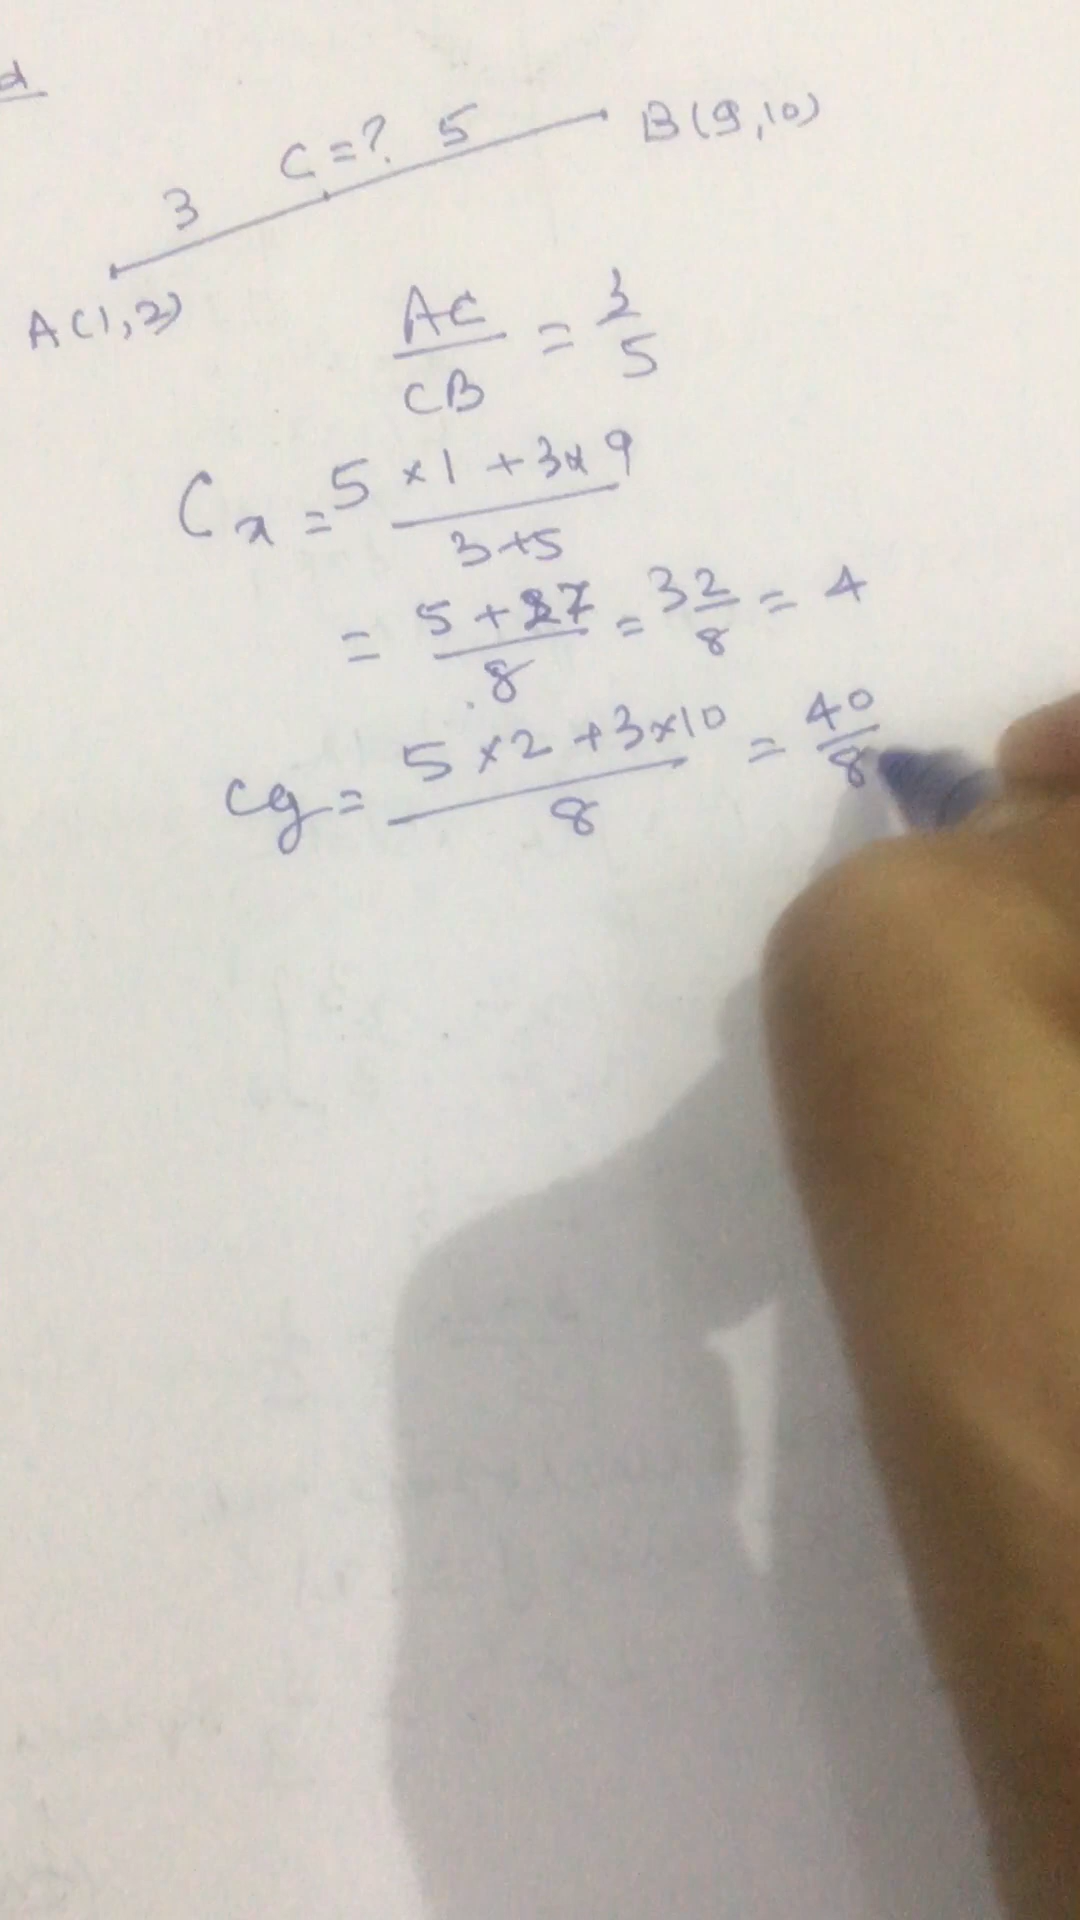 C = ? 5 B(9,10)
3
A(1,2)
AC/CB = 3/5
Cx = (5 × 1 + 3 × 9)/(3+5)
= (5 + 27)/8 = 32/8 = 4
Cy = (5 × 2 + 3 × 10)/8 = 40/8